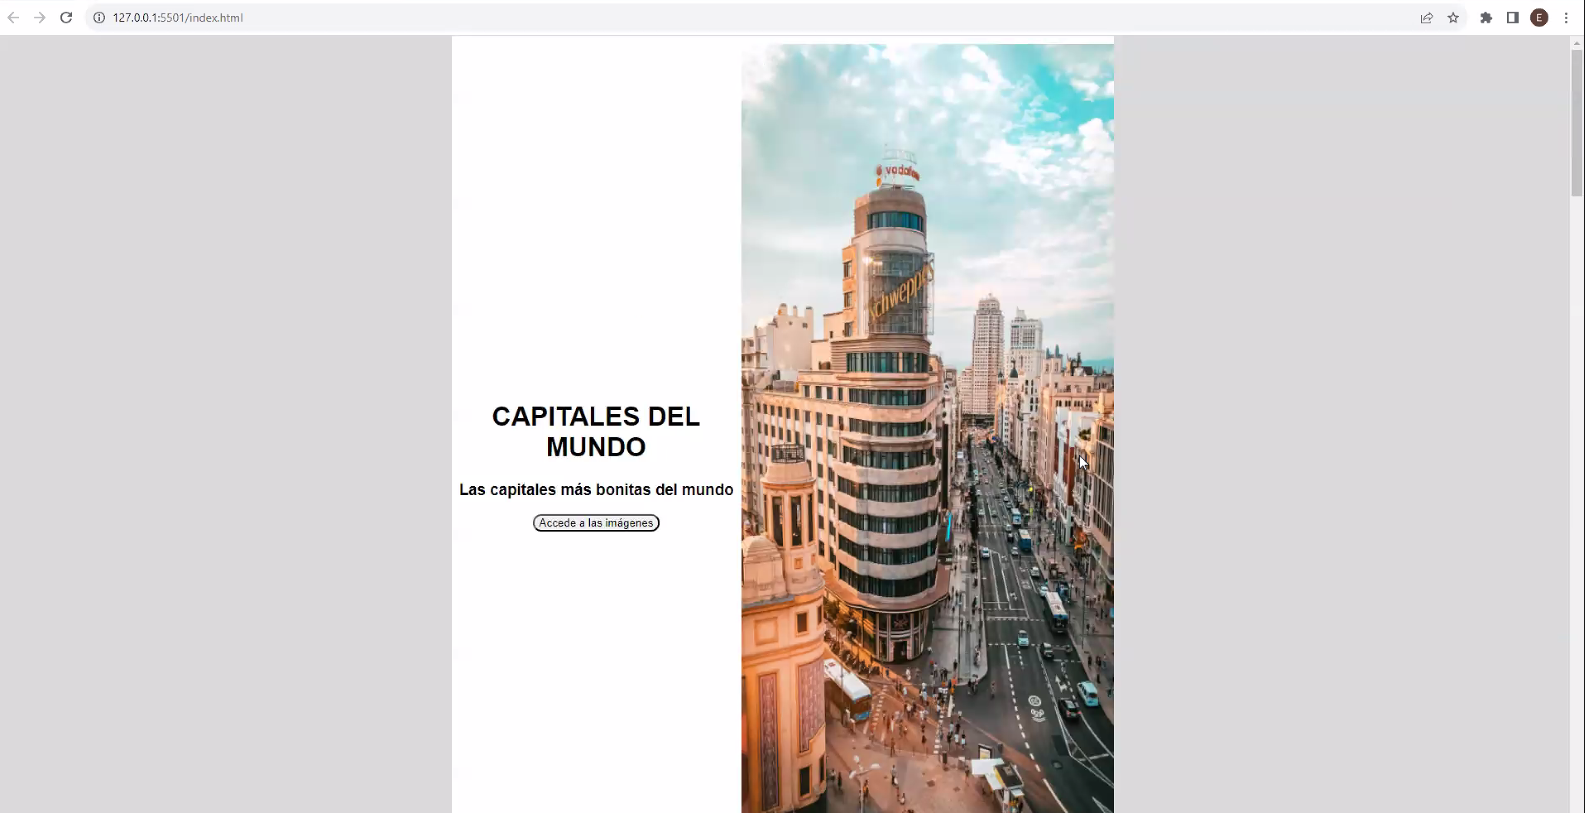 127.0.0.1:5501/index.html
E
vodafone
Schweppes
CAPITALES DEL
MUNDO
Las capitales más bonitas del mundo
Accede a las imágenes